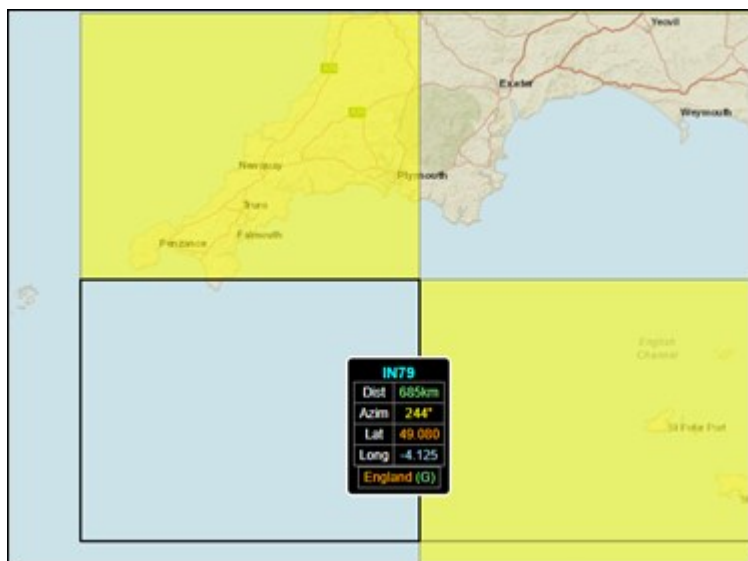 Yeovil
Exeter
Weymouth
Newquay
Plymouth
Truro
Falmouth
Penzance
English
Channel
IN79
Dist 685km
Azim 244°
Lat 49.080
Long -4.125
England (G)
St Peter Port